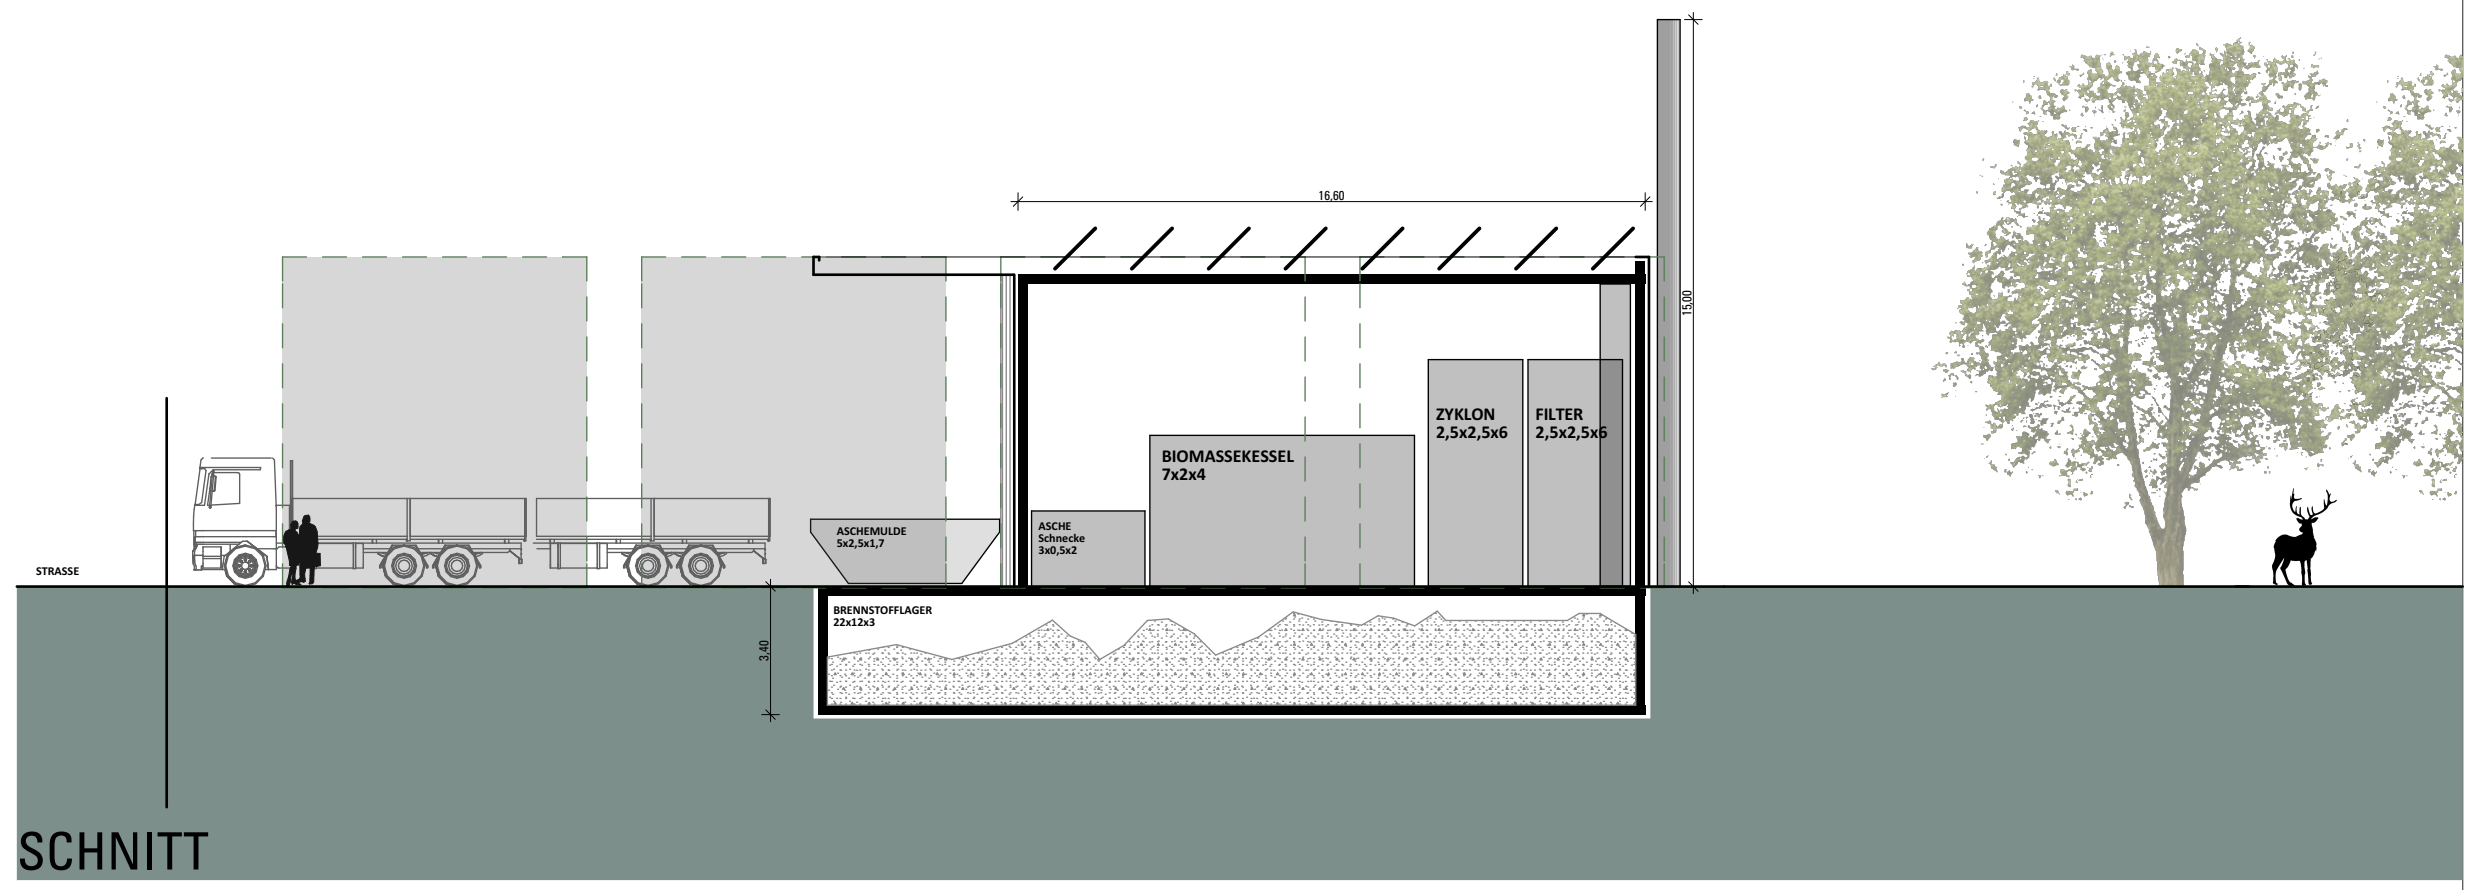 15,00
16,60
ZYKLON
2,5x2,5x6
FILTER
2,5x2,5x6
BIOMASSEKESSEL
7x2x4
ASCHEMULDE
5x2,5x1,7
ASCHE
Schnecke
3x0,5x2
STRASSE
BRENNSTOFFLAGER
22x12x3
3,40
SCHNITT